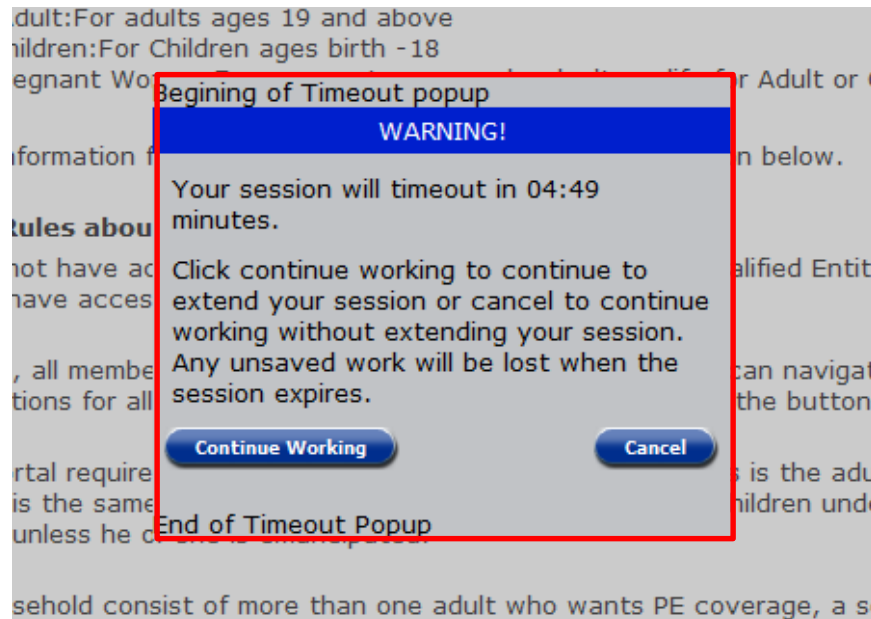 dult:For adults ages 19 and above
hildren:For Children ages birth -18
egnant Wo r Adult or
Begining of Timeout popup
WARNING!
nformation f n below.
Your session will timeout in 04:49
minutes.
Rules abou
not have ac alified Entit
Click continue working to continue to
have acces
extend your session or cancel to continue
working without extending your session.
Any unsaved work will be lost when the
, all membe can navigat
session expires.
tions for all the button
Continue Working Cancel
rtal require s is the adu
is the same hildren und
End of Timeout Popup
unless he o
sehold consist of more than one adult who wants PE coverage, a s